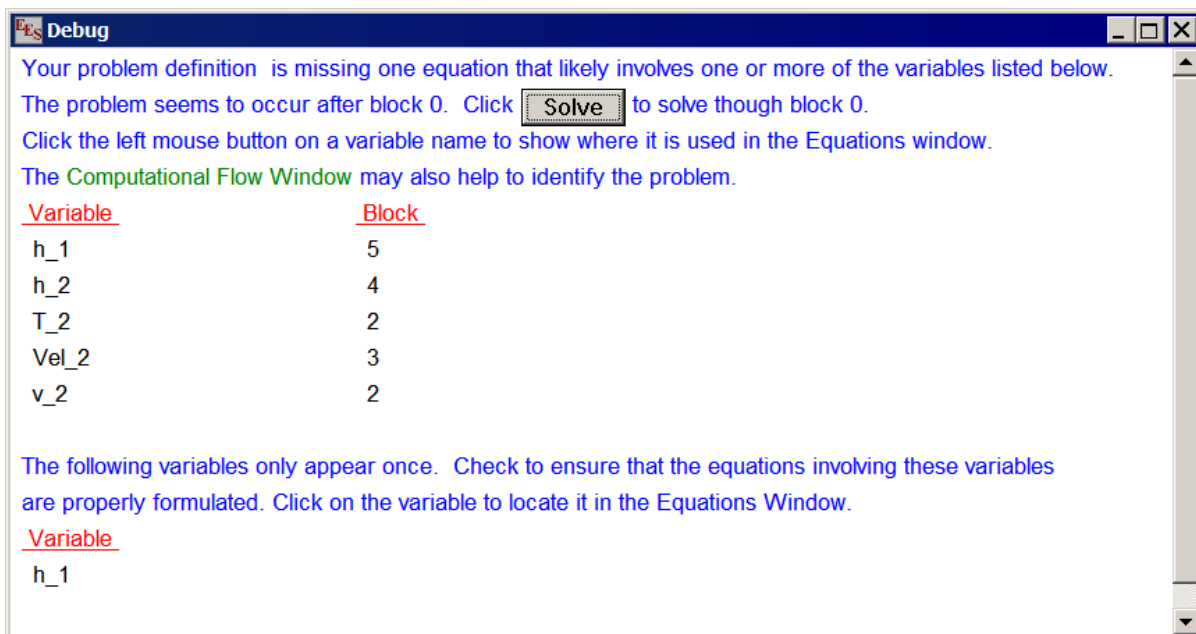 EES Debug
Your problem definition is missing one equation that likely involves one or more of the variables listed below.
The problem seems to occur after block 0. Click Solve to solve though block 0.
Click the left mouse button on a variable name to show where it is used in the Equations window.
The Computational Flow Window may also help to identify the problem.
Variable Block
h_1 5
h_2 4
T_2 2
Vel_2 3
v_2 2
The following variables only appear once. Check to ensure that the equations involving these variables
are properly formulated. Click on the variable to locate it in the Equations Window.
Variable
h_1